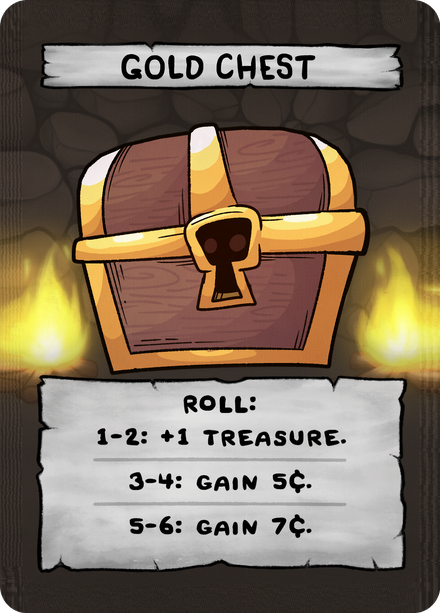 GOLD CHEST
ROLL:
1-2: +1 TREASURE.
3-4: GAIN 5¢.
5-6: GAIN 7¢.